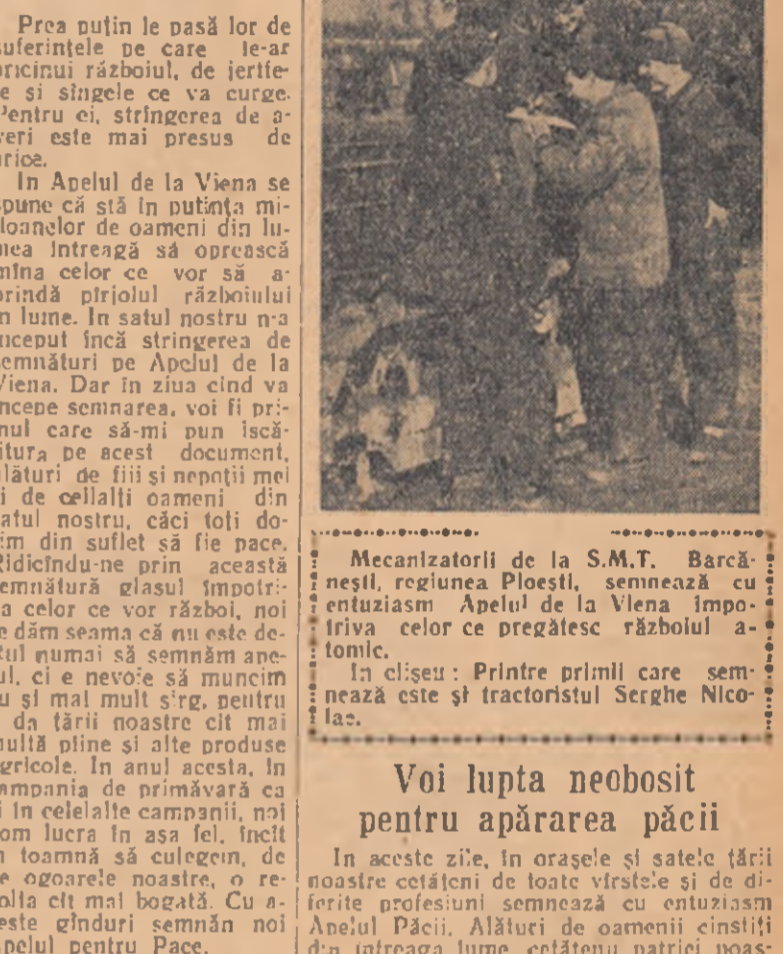 Prea puțin le pasă lor de
suferințele pe care le-ar
pricinui războiul, de jertfe-
e și sîngele ce va curge.
Pentru ei, strîngerea de a-
veri este mai presus de
orice.
In Apelul de la Viena se
spune că stă în putința mi-
lioanelor de oameni din lu-
mea întreagă să oprească
mîna celor ce vor să a-
prindă pîrjolul războiului
în lume. In satul nostru n-a
început încă strîngerea de
semnături pe Apelul de la
Viena. Dar în ziua cînd va
începe semnarea, voi fi pri-
mul care să-mi pun iscă-
litura pe acest document,
alături de fiii și nepoții mei
și de ceilalți oameni din
satul nostru, căci toți do-
rim din suflet să fie pace.
Ridicîndu-ne prin această
semnătură glasul împotri-
va celor ce vor război, noi
ne dăm seama că nu este de-
stul numai să semnăm ape-
lul, ci e nevoie să muncim
cu și mai mult sîrg, pentru
a da țării noastre cît mai
multă pîine și alte produse
agricole. In anul acesta, în
campania de primăvară ca
și în celelalte campanii, noi
vom lucra în așa fel, încît
în toamnă să culegem, de
pe ogoarele noastre, o re-
colta cît mai bogată. Cu a-
ceste gînduri semnăn noi
Apelul pentru Pace.
Mecanizatorii de la S.M.T. Barcă-
nești, regiunea Ploești, semnează cu
entuziasm Apelul de la Viena împo-
triva celor ce pregătesc războiul a-
tomic.
In clișeu : Printre primii care sem-
nează este și tractoristul Serghe Nico-
lae.
Voi lupta neobosit
pentru apărarea păcii
In aceste zile, în orașele și satele țării
noastre cetățeni de toate vîrstele și de di-
ferite profesiuni semnează cu entuziasm
Apelul Păcii. Alături de oamenii cinstiți
din întreaga lume, cetățenii patriei noas-